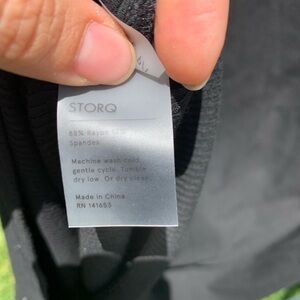 STORQ
Spandex
Machine wash cold,
gentle cycle. Tumble
dry low. Or dry clean.
Made in China
RN 141653